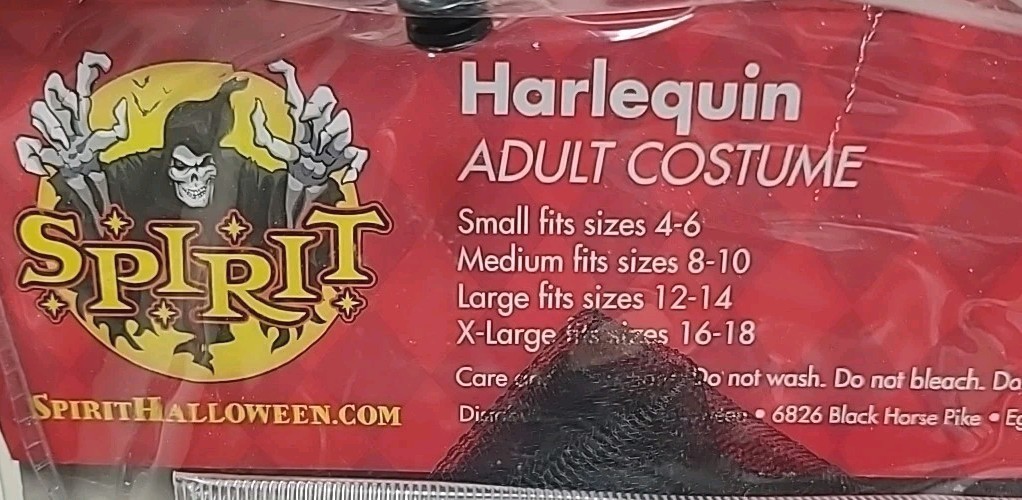 SPIRIT
SPIRITHALLOWEEN.COM
Harlequin
ADULT COSTUME
Small fits sizes 4-6
Medium fits sizes 8-10
Large fits sizes 12-14
X-Large fits sizes 16-18
Care Do not wash. Do not bleach. Do
• 6826 Black Horse Pike •